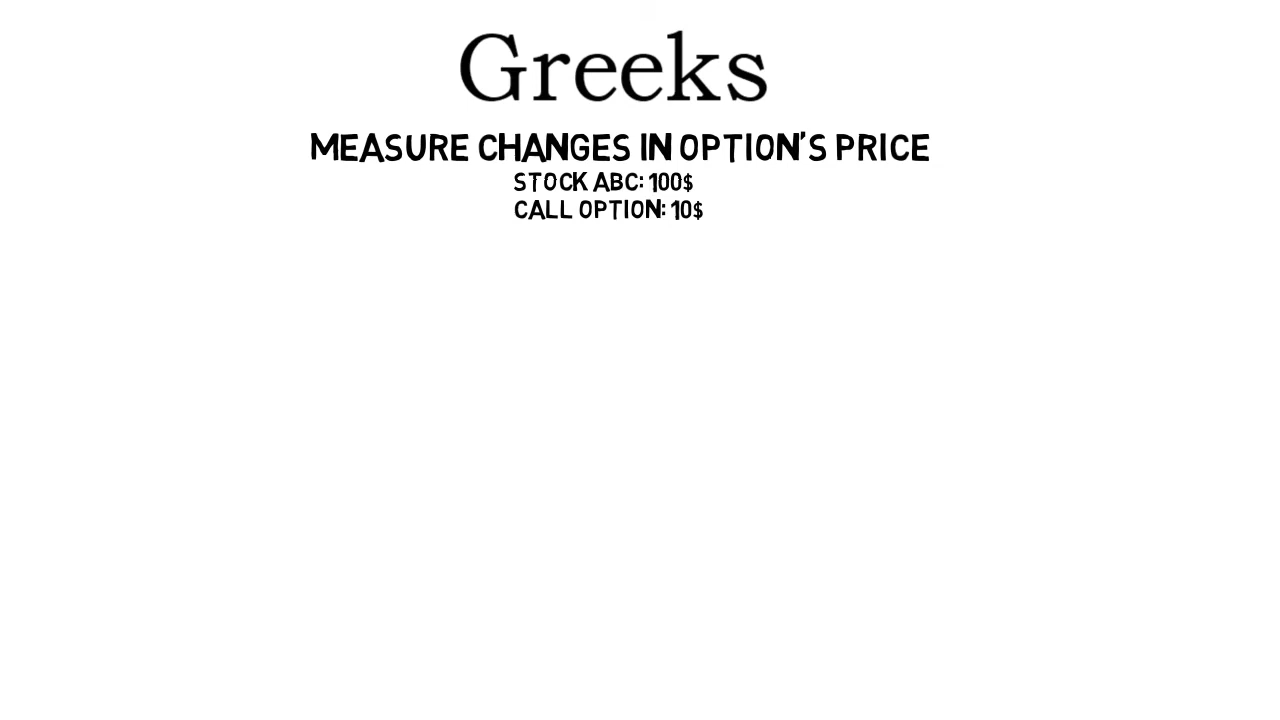 Greeks
MEASURE CHANGES IN OPTION'S PRICE
STOCK ABC: 100$
CALL OPTION: 10$